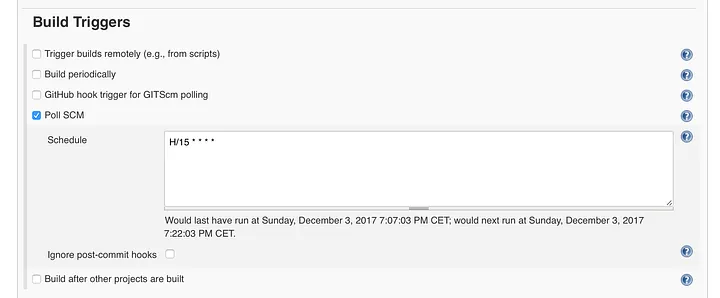 Build Triggers
Trigger builds remotely (e.g., from scripts)
Build periodically
GitHub hook trigger for GITScm polling
Poll SCM
Schedule
H/15 * * * *
Would last have run at Sunday, December 3, 2017 7:07:03 PM CET; would next run at Sunday, December 3, 2017
7:22:03 PM CET.
Ignore post-commit hooks
Build after other projects are built